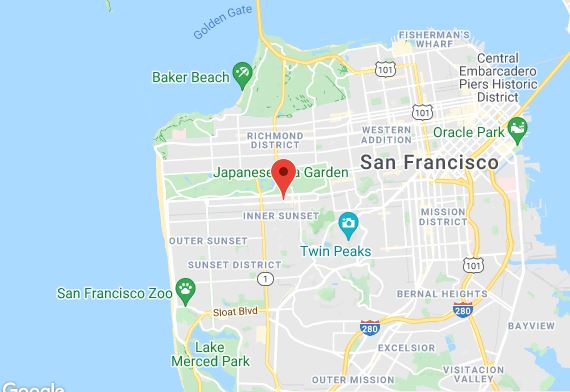 Golden Gate
FISHERMAN'S
WHARF
Central
Embarcadero
Piers Historic
District
Baker Beach
101
101
RICHMOND
DISTRICT
WESTERN
ADDITION
Oracle Park
San Francisco
Japanese Garden
INNER SUNSET
MISSION
DISTRICT
Twin Peaks
OUTER SUNSET
SUNSET DISTRICT
101
1
San Francisco Zoo
BERNAL HEIGHTS
Sloat Blvd
280
280
BAYVIEW
Lake
Merced Park
EXCELSIOR
VISITACION
VALLEY
OUTER MISSION
Google